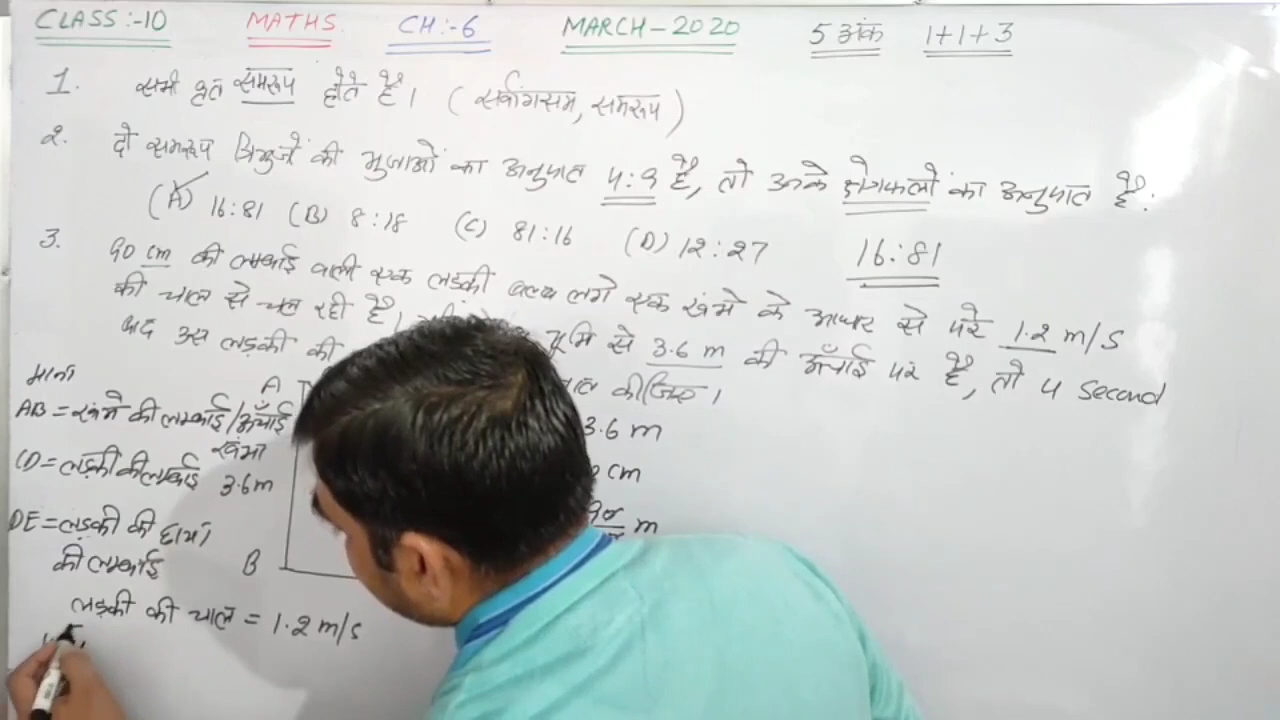 CLASS:-10 MATHS. CH:-6 MARCH-2020 5 अंक 1+1+3
1. सभी वृत समरूप होते हैं। (सर्वांगसम, समरूप)
2. दो समरूप त्रिभुजों की भुजाओं का अनुपात 4:9 है, तो उनके क्षेत्रफलों का अनुपात है:
(A) 16:81 (B) 8:18 (C) 81:16 (D) 12:27 16:81
3. 90 cm की लम्बाई वाली एक लड़की बल्ब लगे एक खंभे के आधार से परे 1.2 m/s
की चाल से चल रही है। भूमि से 3.6 m की ऊँचाई पर है, तो 4 second
बाद उस लड़की की ज्ञात कीजिए।
माना
A
AB = खंभे की लम्बाई/ऊँचाई 3.6 m
खंभा
CD = लड़की की लम्बाई 3.6m cm
DE = लड़की की छाया m
की लम्बाई B
लड़की की चाल = 1.2 m/s